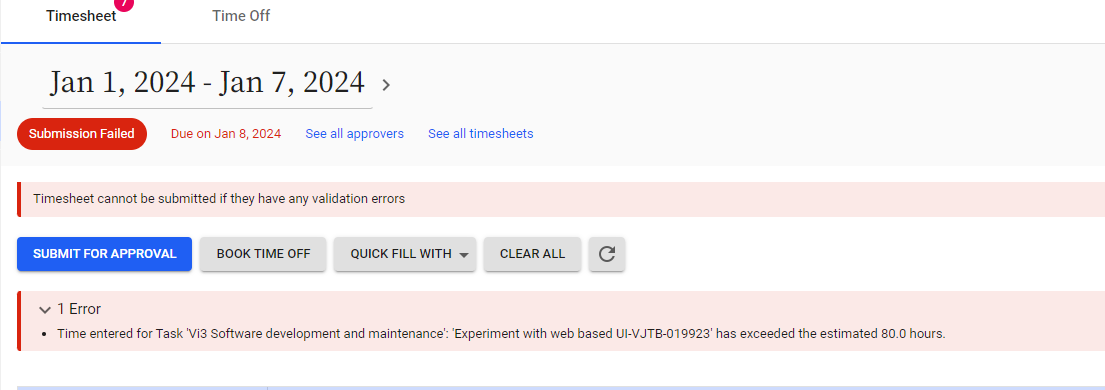 Timesheet 7 Time Off
Jan 1, 2024 - Jan 7, 2024
Submission Failed Due on Jan 8, 2024 See all approvers See all timesheets
Timesheet cannot be submitted if they have any validation errors
SUBMIT FOR APPROVAL BOOK TIME OFF QUICK FILL WITH CLEAR ALL
1 Error
• Time entered for Task 'Vi3 Software development and maintenance': 'Experiment with web based UI-VJTB-019923' has exceeded the estimated 80.0 hours.